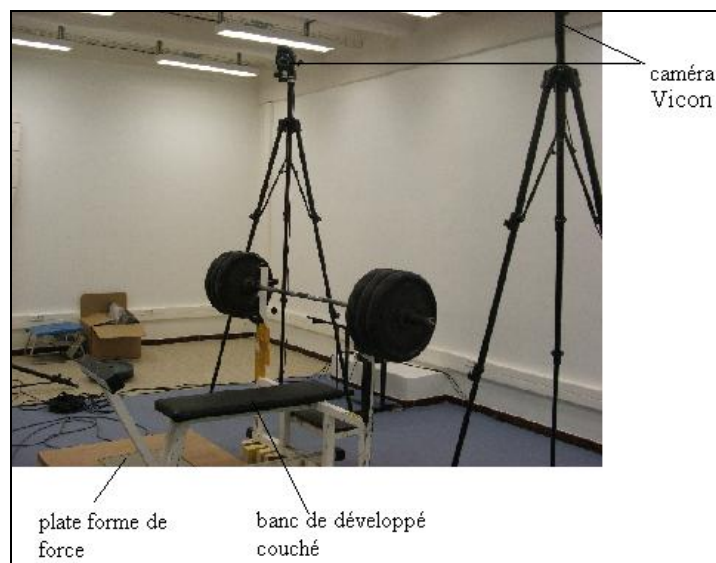 caméra
Vicon
plate forme de
force
banc de développé
couché